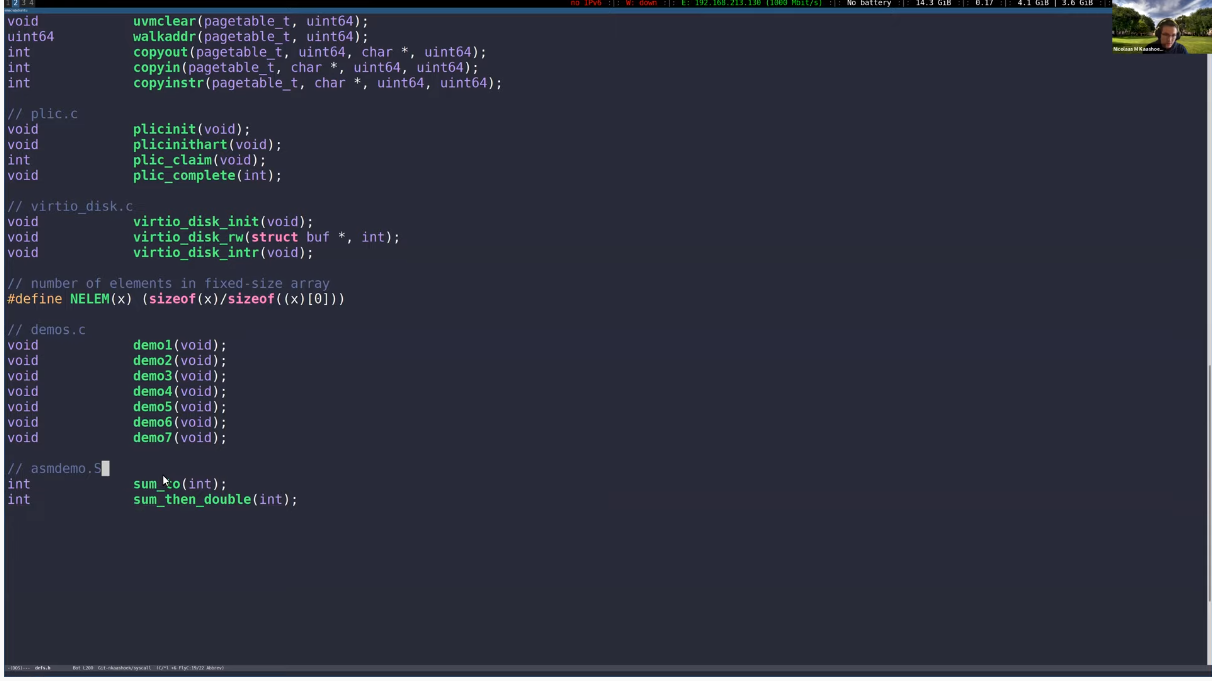 1 2 3 4
no IPv6 :|: W: down :|: E: 192.168.213.130 (1000 Mbit/s) :|: No battery :|: 14.3 GiB :|: 0.17 :|: 4.1 GiB | 3.6 GiB :|:
Nicolaas M Kaashoe...
void uvmclear(pagetable_t, uint64);
uint64 walkaddr(pagetable_t, uint64);
int copyout(pagetable_t, uint64, char *, uint64);
int copyin(pagetable_t, char *, uint64, uint64);
int copyinstr(pagetable_t, char *, uint64, uint64);
// plic.c
void plicinit(void);
void plicinithart(void);
int plic_claim(void);
void plic_complete(int);
// virtio_disk.c
void virtio_disk_init(void);
void virtio_disk_rw(struct buf *, int);
void virtio_disk_intr(void);
// number of elements in fixed-size array
#define NELEM(x) (sizeof(x)/sizeof((x)[0]))
// demos.c
void demo1(void);
void demo2(void);
void demo3(void);
void demo4(void);
void demo5(void);
void demo6(void);
void demo7(void);
// asmdemo.S
int sum_to(int);
int sum_then_double(int);
defs.h Bot L200